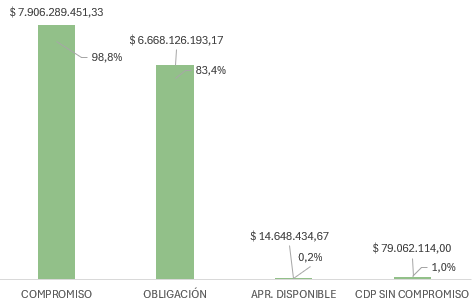 $ 7.906.289.451,33
98,8%
$ 6.668.126.193,17
83,4%
$ 14.648.434,67
0,2%
$ 79.062.114,00
1,0%
COMPROMISO
OBLIGACIÓN
APR. DISPONIBLE
CDP SIN COMPROMISO